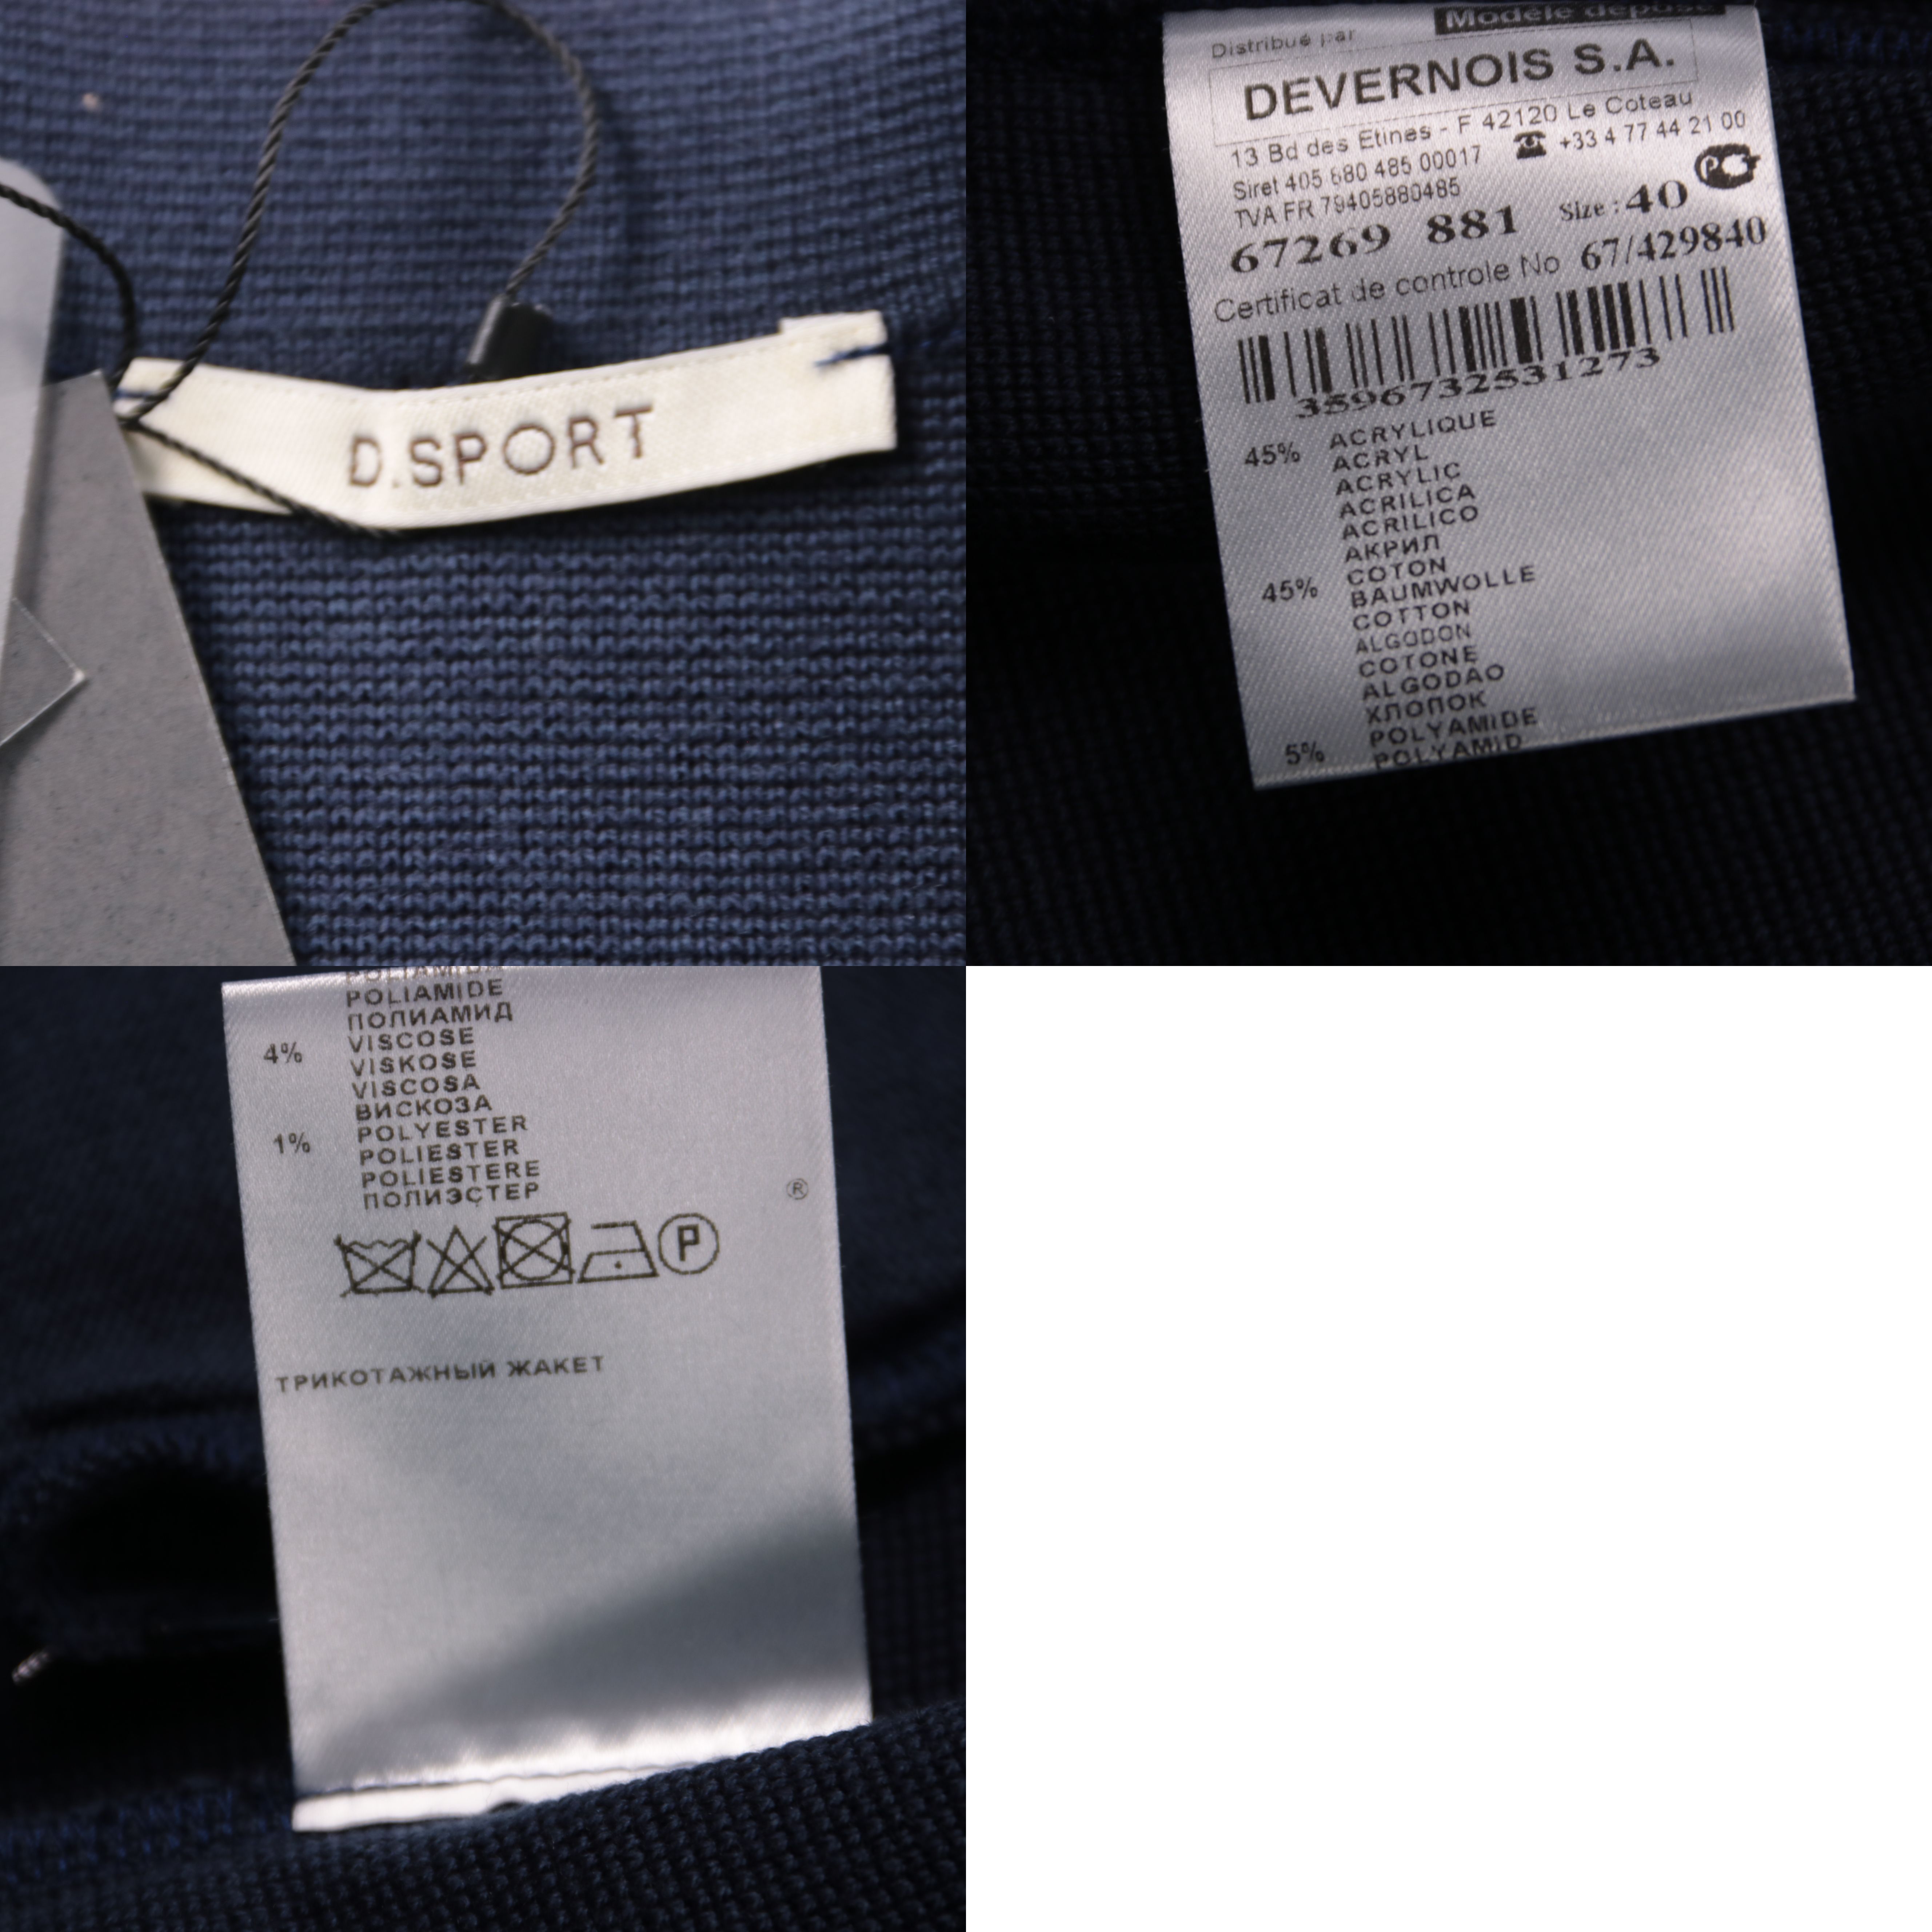 D.SPORT
Modèle déposé
Distribué par
DEVERNOIS S.A.
13 Bd des Etines - F 42120 Le Coteau
Siret 405 880 485 00017 +33 4 77 44 21 00
TVA FR 79405880485
67269 881 Size : 40
Certificat de controle No 67/429840
3596732531273
45% ACRYLIQUE
ACRYL
ACRYLIC
ACRILICA
ACRILICO
АКРИЛ
45% COTON
BAUMWOLLE
COTTON
ALGODON
COTONE
ALGODAO
ХЛОПОК
5% POLYAMIDE
POLYAMID
POLIAMIDA
POLIAMIDE
ПОЛИАМИД
4% VISCOSE
VISKOSE
VISCOSA
ВИСКОЗА
1% POLYESTER
POLIESTER
POLIESTERE
ПОЛИЭСТЕР
®
P
ТРИКОТАЖНЫЙ ЖАКЕТ